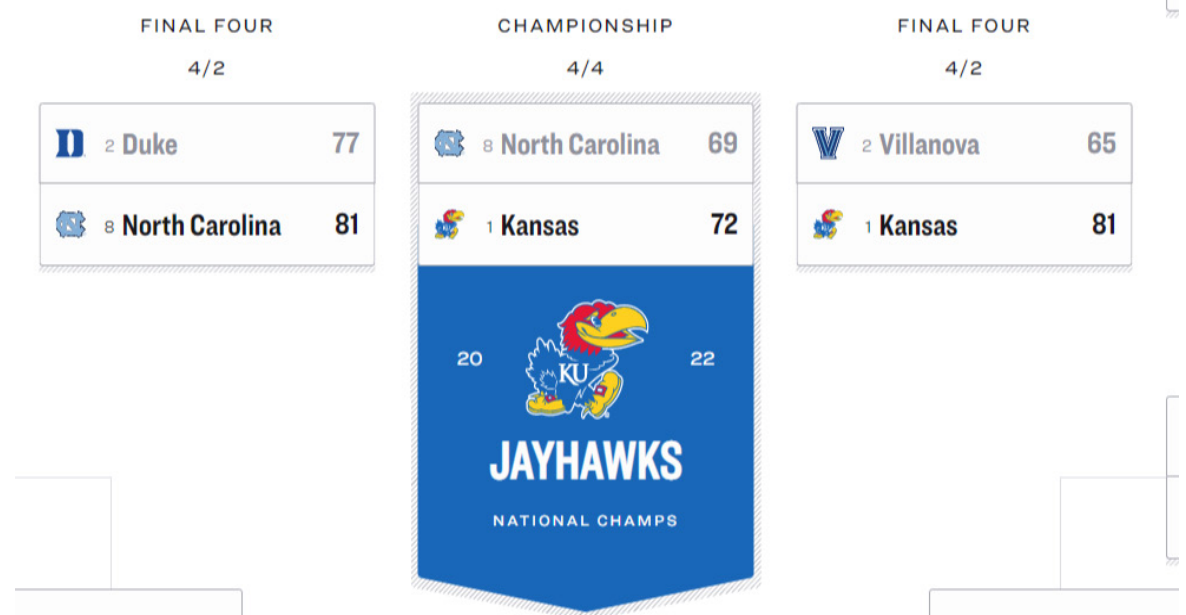 FINAL FOUR
4/2
2 Duke 77
8 North Carolina 81
CHAMPIONSHIP
4/4
8 North Carolina 69
1 Kansas 72
20 22
KU
JAYHAWKS
NATIONAL CHAMPS
FINAL FOUR
4/2
2 Villanova 65
1 Kansas 81